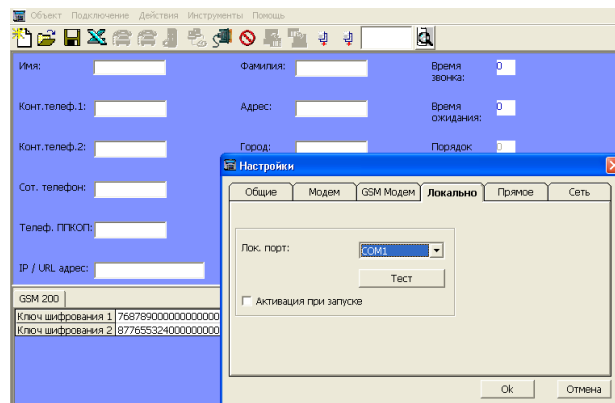 Объект Подключение Действия Инструменты Помощь
Имя: Фамилия: Время звонка: 0
Конт.телеф.1: Адрес: Время ожидания: 0
Конт.телеф.2: Город: Порядок 0
Настройки
Сот. телефон:
Общие Модем GSM Модем Локально Прямое Сеть
Телеф. ППКОП:
Лок. порт: COM1
IP / URL адрес:
Тест
GSM 200
Активация при запуске
Ключ шифрования 1 768789000000000000
Ключ шифрования 2 877655324000000000
Ok Отмена